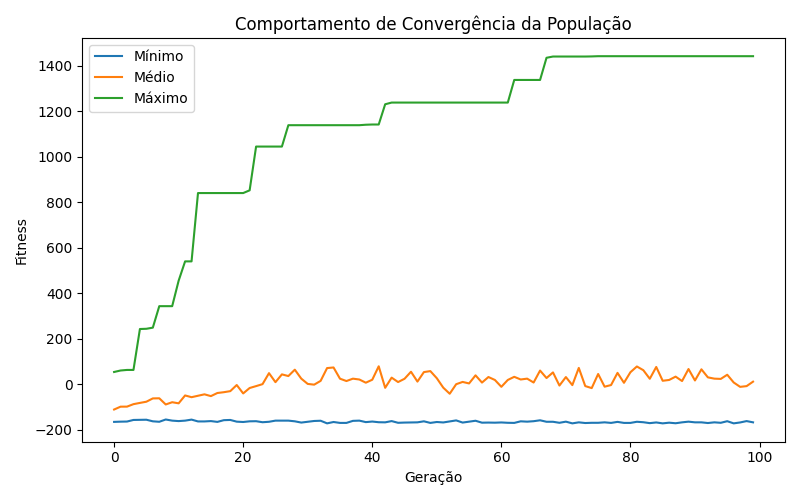 Comportamento de Convergência da População
Mínimo
Médio
Máximo
Fitness
1400
1200
1000
800
600
400
200
0
−200
0 20 40 60 80 100
Geração